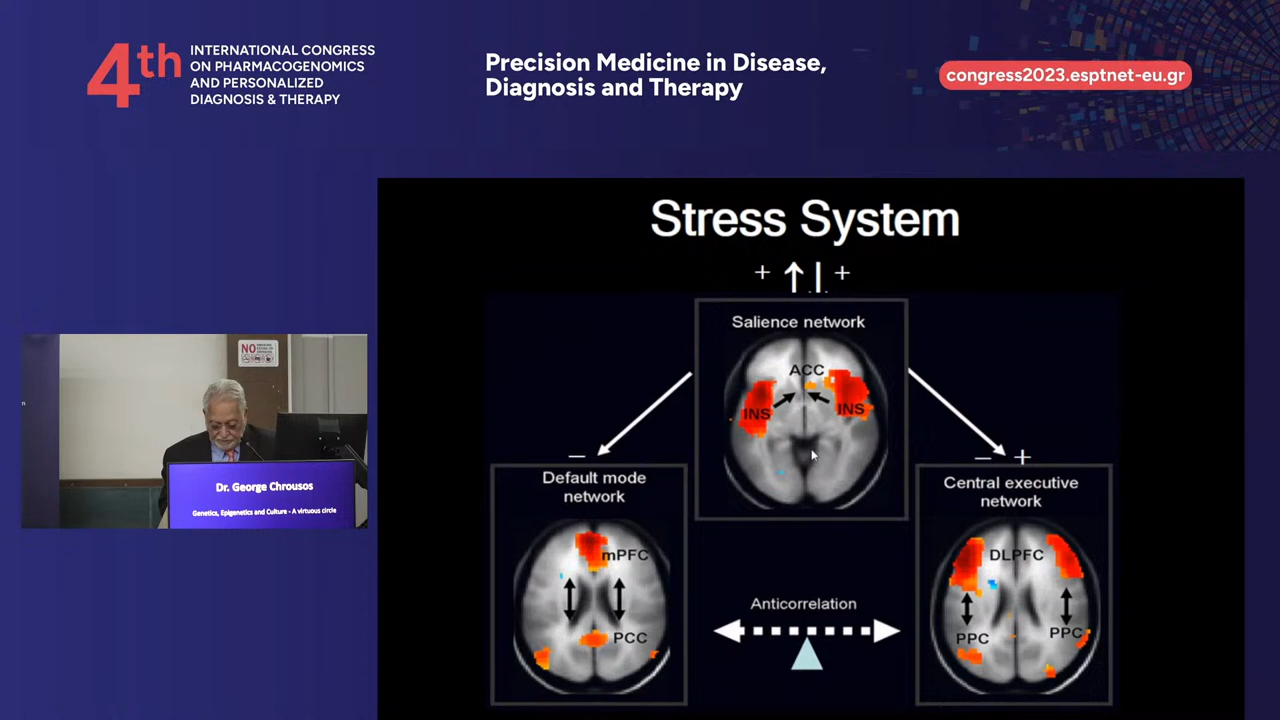 4th
INTERNATIONAL CONGRESS
ON PHARMACOGENOMICS
AND PERSONALIZED
DIAGNOSIS & THERAPY
Precision Medicine in Disease,
Diagnosis and Therapy
congress2023.esptnet-eu.gr
NO
Dr. George Chrousos
Genetics, Epigenetics and Culture - A virtuous circle
Stress System
+ +
Salience network
ACC
INS INS
− − +
Default mode
network
mPFC
PCC
Anticorrelation
Central executive
network
DLPFC
PPC PPC